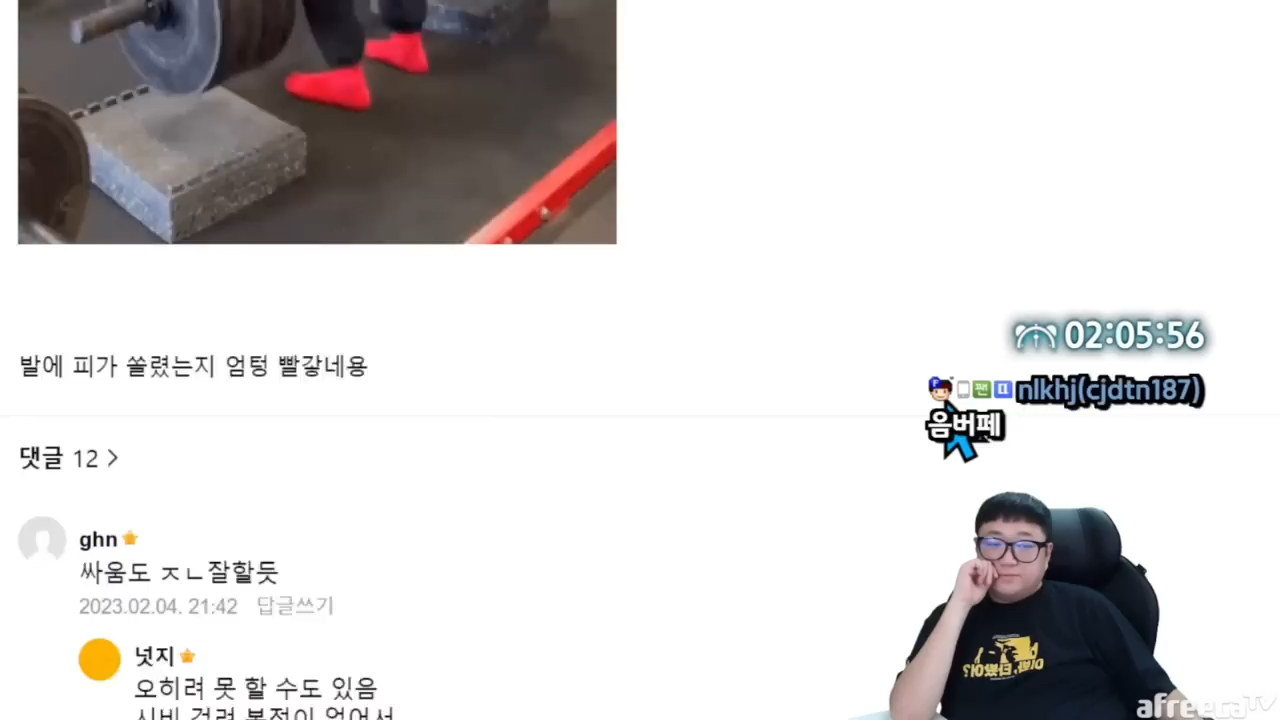 발에 피가 쏠렸는지 엄텅 빨갛네용
02:05:56
nlkhj(cjdtn187)
음버페
댓글 12 >
ghn
싸움도 ㅈㄴ잘할듯
2023.02.04. 21:42 답글쓰기
넛지
오히려 못 할 수도 있음
afreecaTV